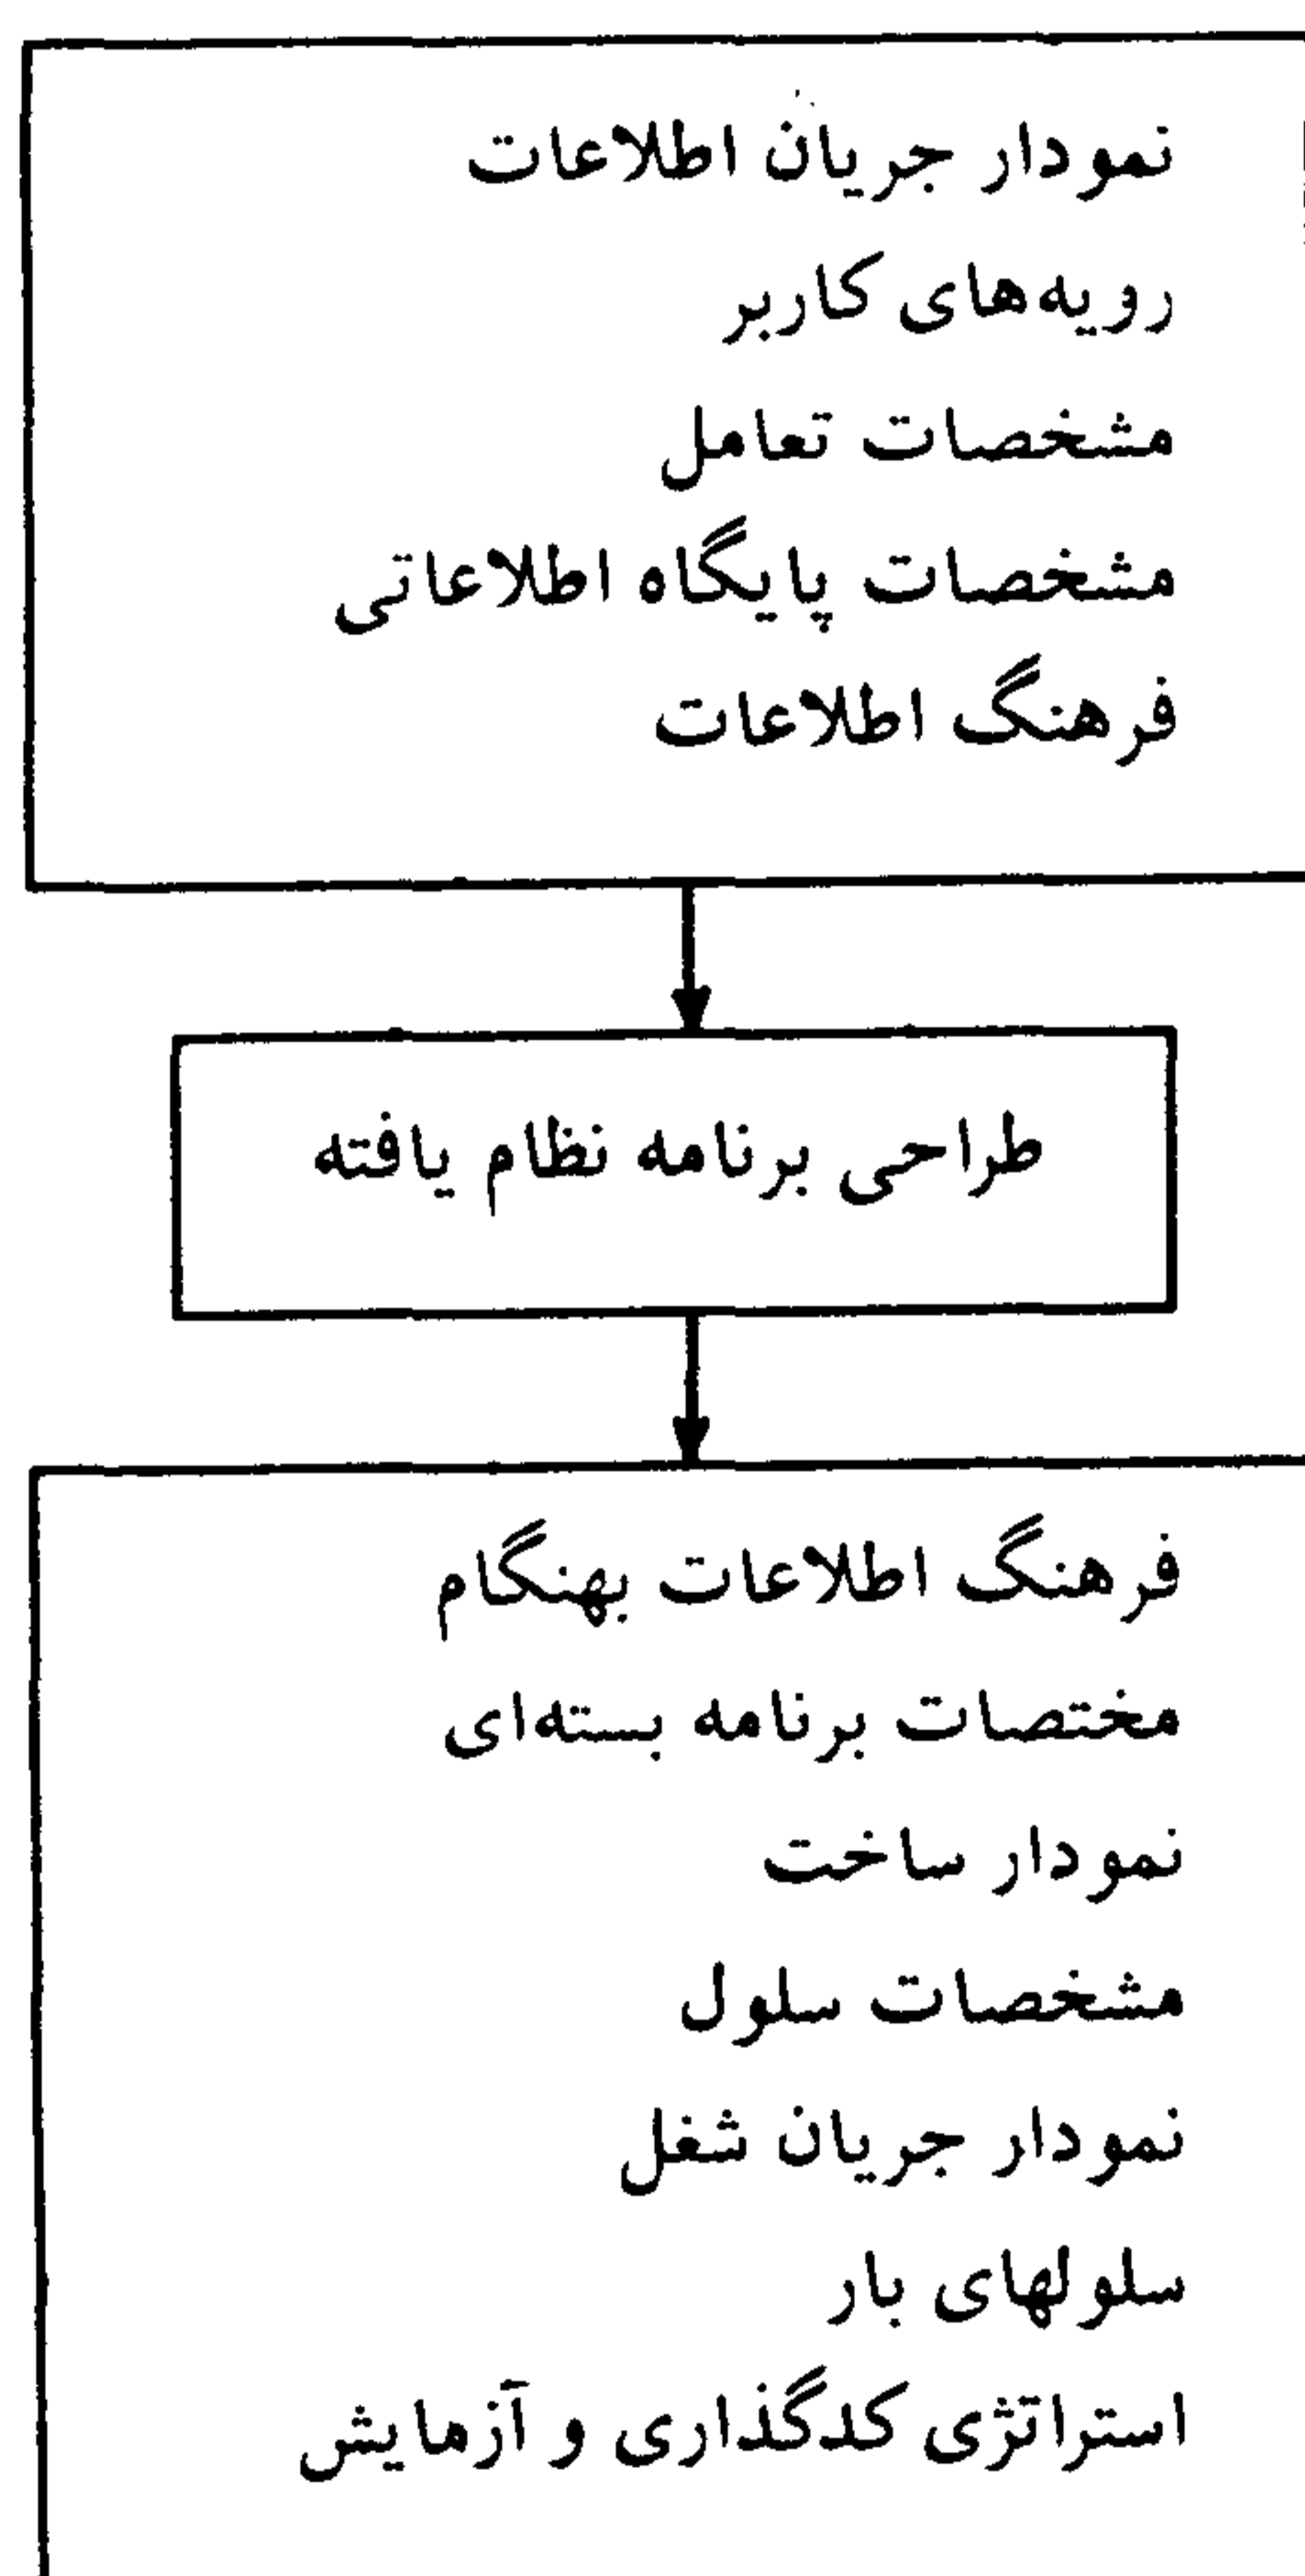 نمودار جریان اطلاعات
رویه‌های کاربر
مشخصات تعامل
مشخصات پایگاه اطلاعاتی
فرهنگ اطلاعات
طراحی برنامه نظام یافته
فرهنگ اطلاعات بهنگام
مختصات برنامه بسته‌ای
نمودار ساخت
مشخصات سلول
نمودار جریان شغل
سلولهای بار
استراتژی کدگذاری و آزمایش